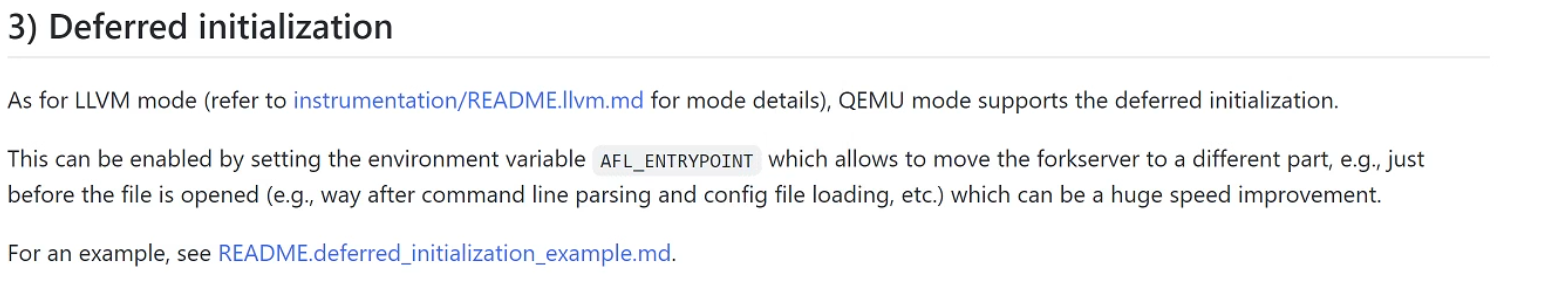 3) Deferred initialization
As for LLVM mode (refer to instrumentation/README.llvm.md for mode details), QEMU mode supports the deferred initialization.
This can be enabled by setting the environment variable AFL_ENTRYPOINT which allows to move the forkserver to a different part, e.g., just
before the file is opened (e.g., way after command line parsing and config file loading, etc.) which can be a huge speed improvement.
For an example, see README.deferred_initialization_example.md.